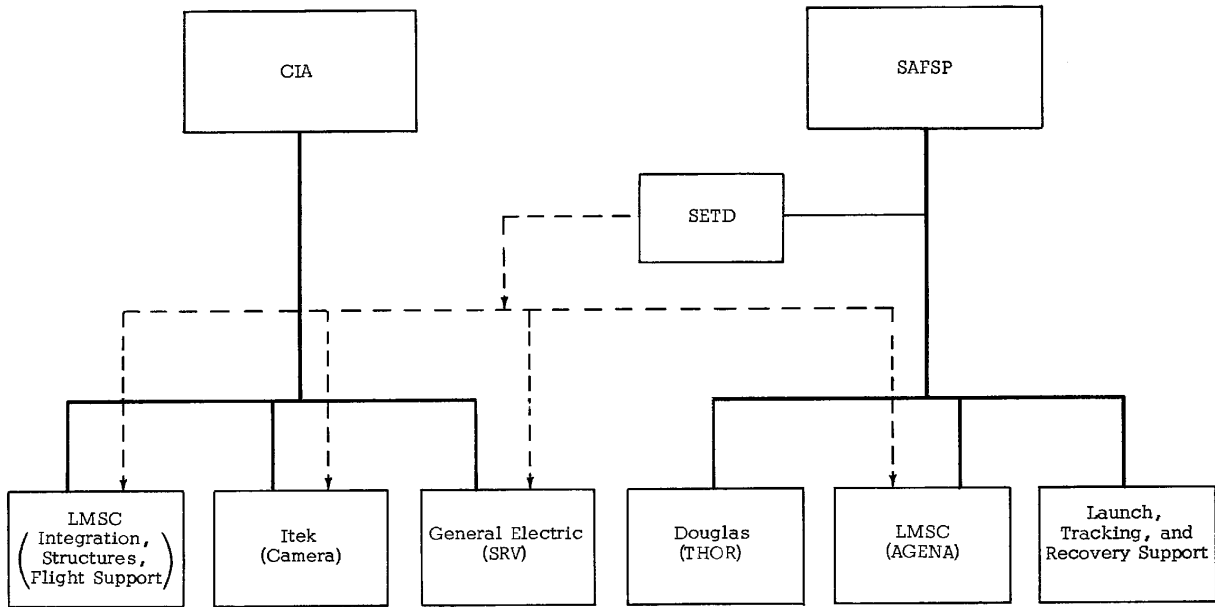 CIA
SAFSP
SETD
LMSC
Integration,
Structures,
Flight Support
Itek
(Camera)
General Electric
(SRV)
Douglas
(THOR)
LMSC
(AGENA)
Launch,
Tracking, and
Recovery Support